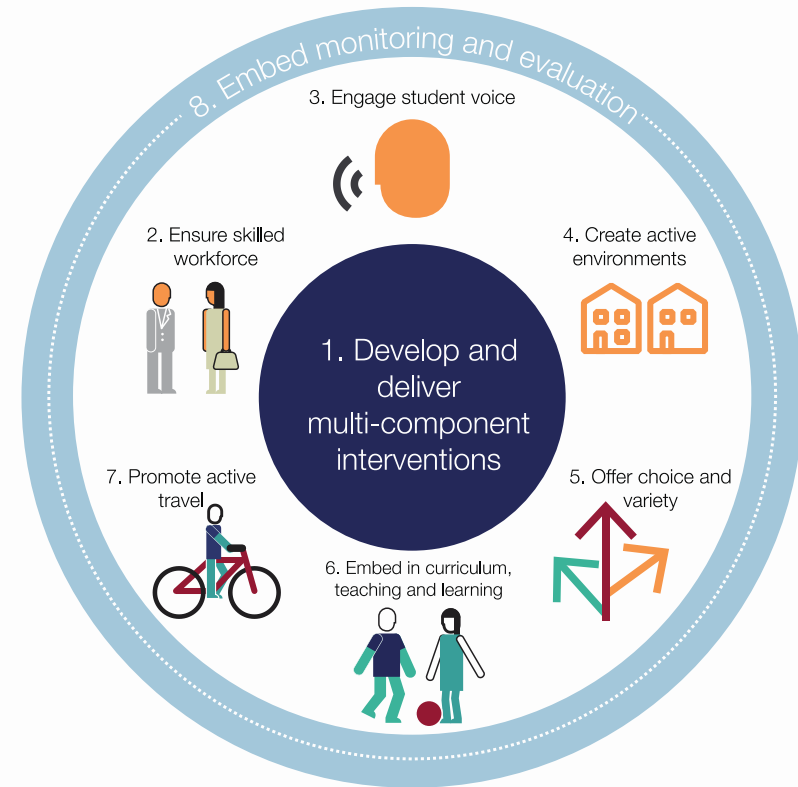 8. Embed monitoring and evaluation
3. Engage student voice
2. Ensure skilled
workforce
4. Create active
environments
1. Develop and
deliver
multi-component
interventions
7. Promote active
travel
5. Offer choice and
variety
6. Embed in curriculum,
teaching and learning